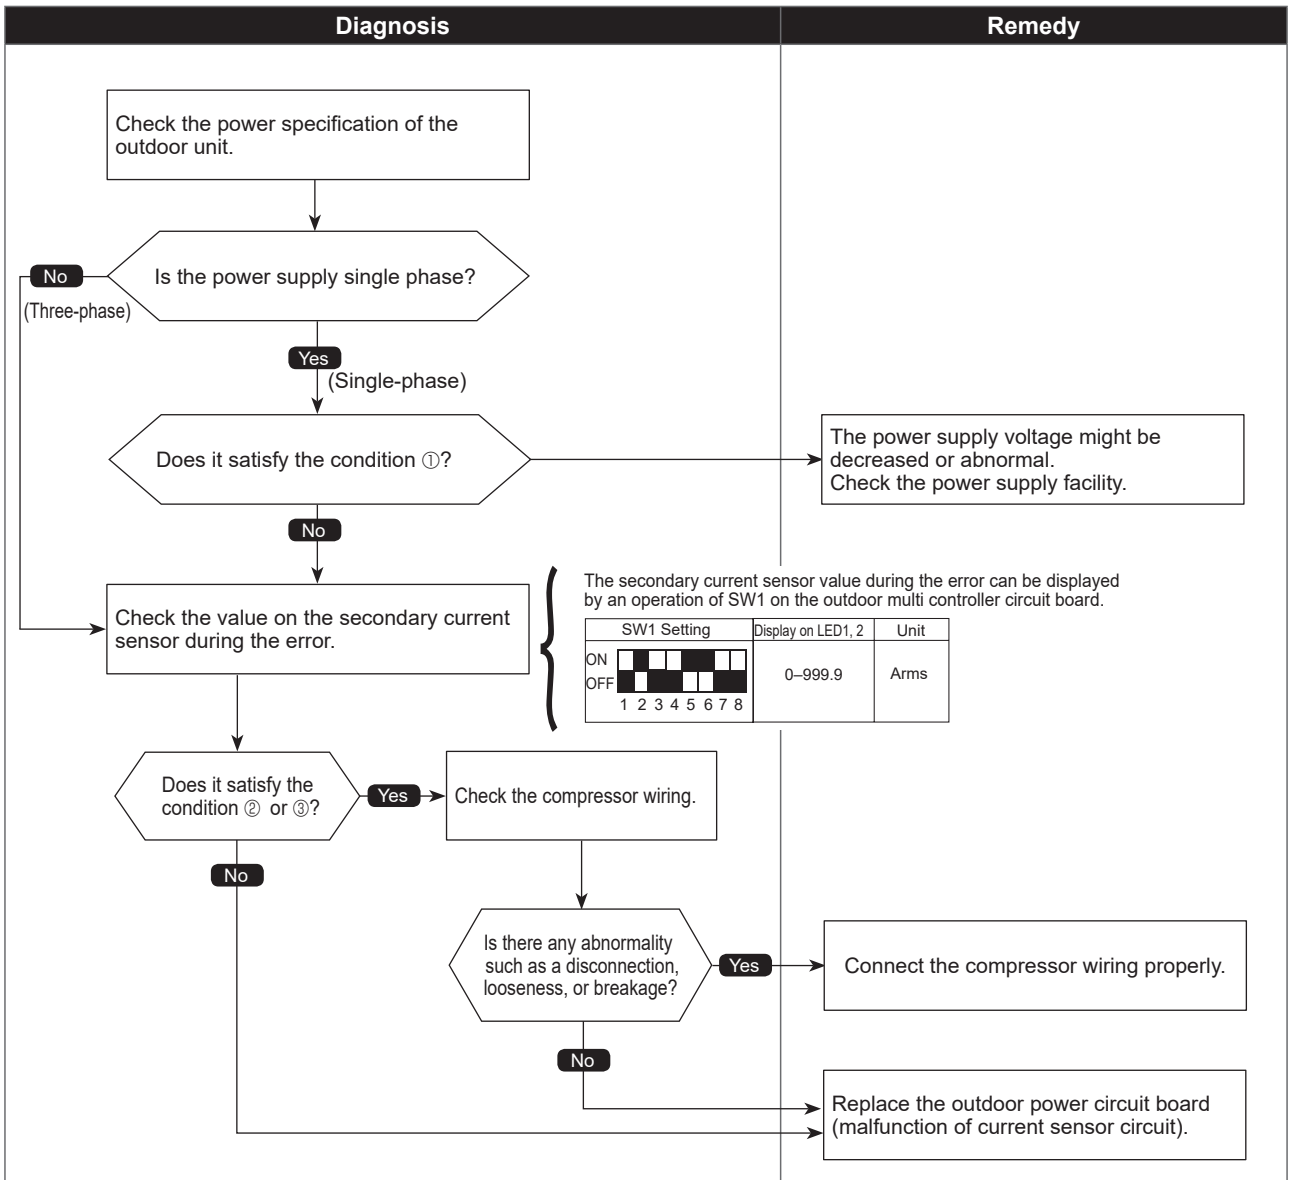 Diagnosis
Remedy
Check the power specification of the
outdoor unit.
Is the power supply single phase?
No
(Three-phase)
Yes
(Single-phase)
Does it satisfy the condition ①?
The power supply voltage might be
decreased or abnormal.
Check the power supply facility.
No
Check the value on the secondary current
sensor during the error.
The secondary current sensor value during the error can be displayed
by an operation of SW1 on the outdoor multi controller circuit board.
SW1 Setting
Display on LED1, 2
Unit
ON
OFF
1 2 3 4 5 6 7 8
0–999.9
Arms
Does it satisfy the
condition ② or ③?
Yes
Check the compressor wiring.
No
Is there any abnormality
such as a disconnection,
looseness, or breakage?
Yes
Connect the compressor wiring properly.
No
Replace the outdoor power circuit board
(malfunction of current sensor circuit).